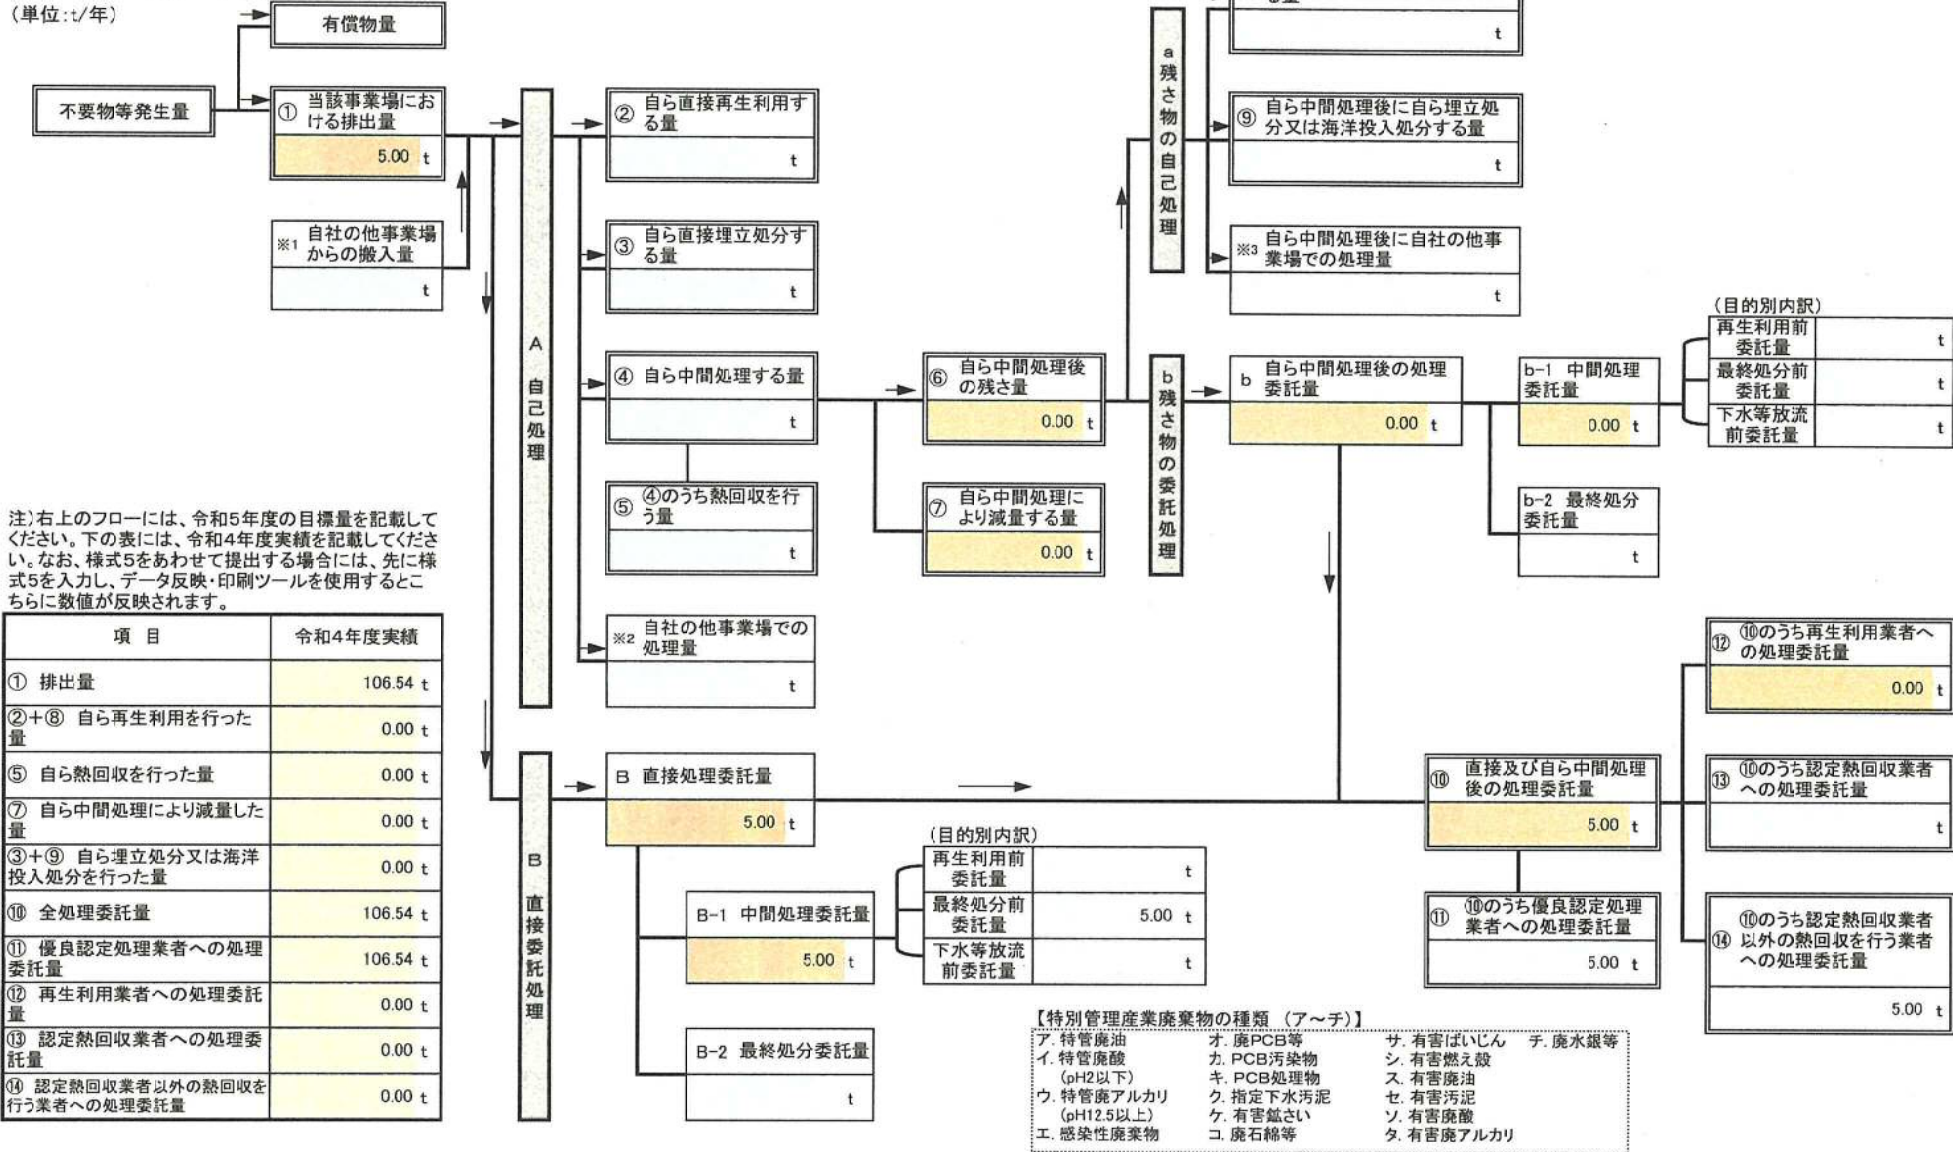 (単位:t/年)
有償物量
不要物等発生量
① 当該事業場にお
ける排出量
5.00 t
※1 自社の他事業場
からの搬入量
t
A 自己処理
② 自ら直接再生利用す
る量
t
③ 自ら直接埋立処分す
る量
t
④ 自ら中間処理する量
t
⑤ ④のうち熱回収を行
う量
t
※2 自社の他事業場での
処理量
t
⑥ 自ら中間処理後
の残さ量
0.00 t
⑦ 自ら中間処理に
より減量する量
0.00 t
a 残さ物の自己処理
t
⑨ 自ら中間処理後に自ら埋立処
分又は海洋投入処分する量
t
※3 自ら中間処理後に自社の他事
業場での処理量
t
b 残さ物の委託処理
b 自ら中間処理後の処理
委託量
0.00 t
b-1 中間処理
委託量
0.00 t
(目的別内訳)
再生利用前
委託量 t
最終処分前
委託量 t
下水等放流
前委託量 t
b-2 最終処分
委託量
t
注)右上のフローには、令和5年度の目標量を記載して
ください。下の表には、令和4年度実績を記載してくださ
い。なお、様式5をあわせて提出する場合には、先に様
式5を入力し、データ反映・印刷ツールを使用するとこ
ちらに数値が反映されます。
項 目 令和4年度実績
① 排出量 106.54 t
②+⑧ 自ら再生利用を行った
量 0.00 t
⑤ 自ら熱回収を行った量 0.00 t
⑦ 自ら中間処理により減量した
量 0.00 t
③+⑨ 自ら埋立処分又は海洋
投入処分を行った量 0.00 t
⑩ 全処理委託量 106.54 t
⑪ 優良認定処理業者への処理
委託量 106.54 t
⑫ 再生利用業者への処理委託
量 0.00 t
⑬ 認定熱回収業者への処理委
託量 0.00 t
⑭ 認定熱回収業者以外の熱回収を
行う業者への処理委託量 0.00 t
B 直接委託処理
B 直接処理委託量
5.00 t
B-1 中間処理委託量
5.00 t
(目的別内訳)
再生利用前
委託量 t
最終処分前
委託量 5.00 t
下水等放流
前委託量 t
B-2 最終処分委託量
t
⑩ 直接及び自ら中間処理
後の処理委託量
5.00 t
⑪ ⑩のうち優良認定処理
業者への処理委託量
5.00 t
⑫ ⑩のうち再生利用業者へ
の処理委託量
0.00 t
⑬ ⑩のうち認定熱回収業者
への処理委託量
t
⑭ ⑩のうち認定熱回収業者
以外の熱回収を行う業者
への処理委託量
5.00 t
【特別管理産業廃棄物の種類 (ア~チ)】
ア. 特管廃油 オ. 廃PCB等 サ. 有害ばいじん チ. 廃水銀等
イ. 特管廃酸 カ. PCB汚染物 シ. 有害燃え殻
(pH2以下) キ. PCB処理物 ス. 有害廃油
ウ. 特管廃アルカリ ク. 指定下水汚泥 セ. 有害汚泥
(pH12.5以上) ケ. 有害鉱さい ソ. 有害廃酸
エ. 感染性廃棄物 コ. 廃石綿等 タ. 有害廃アルカリ